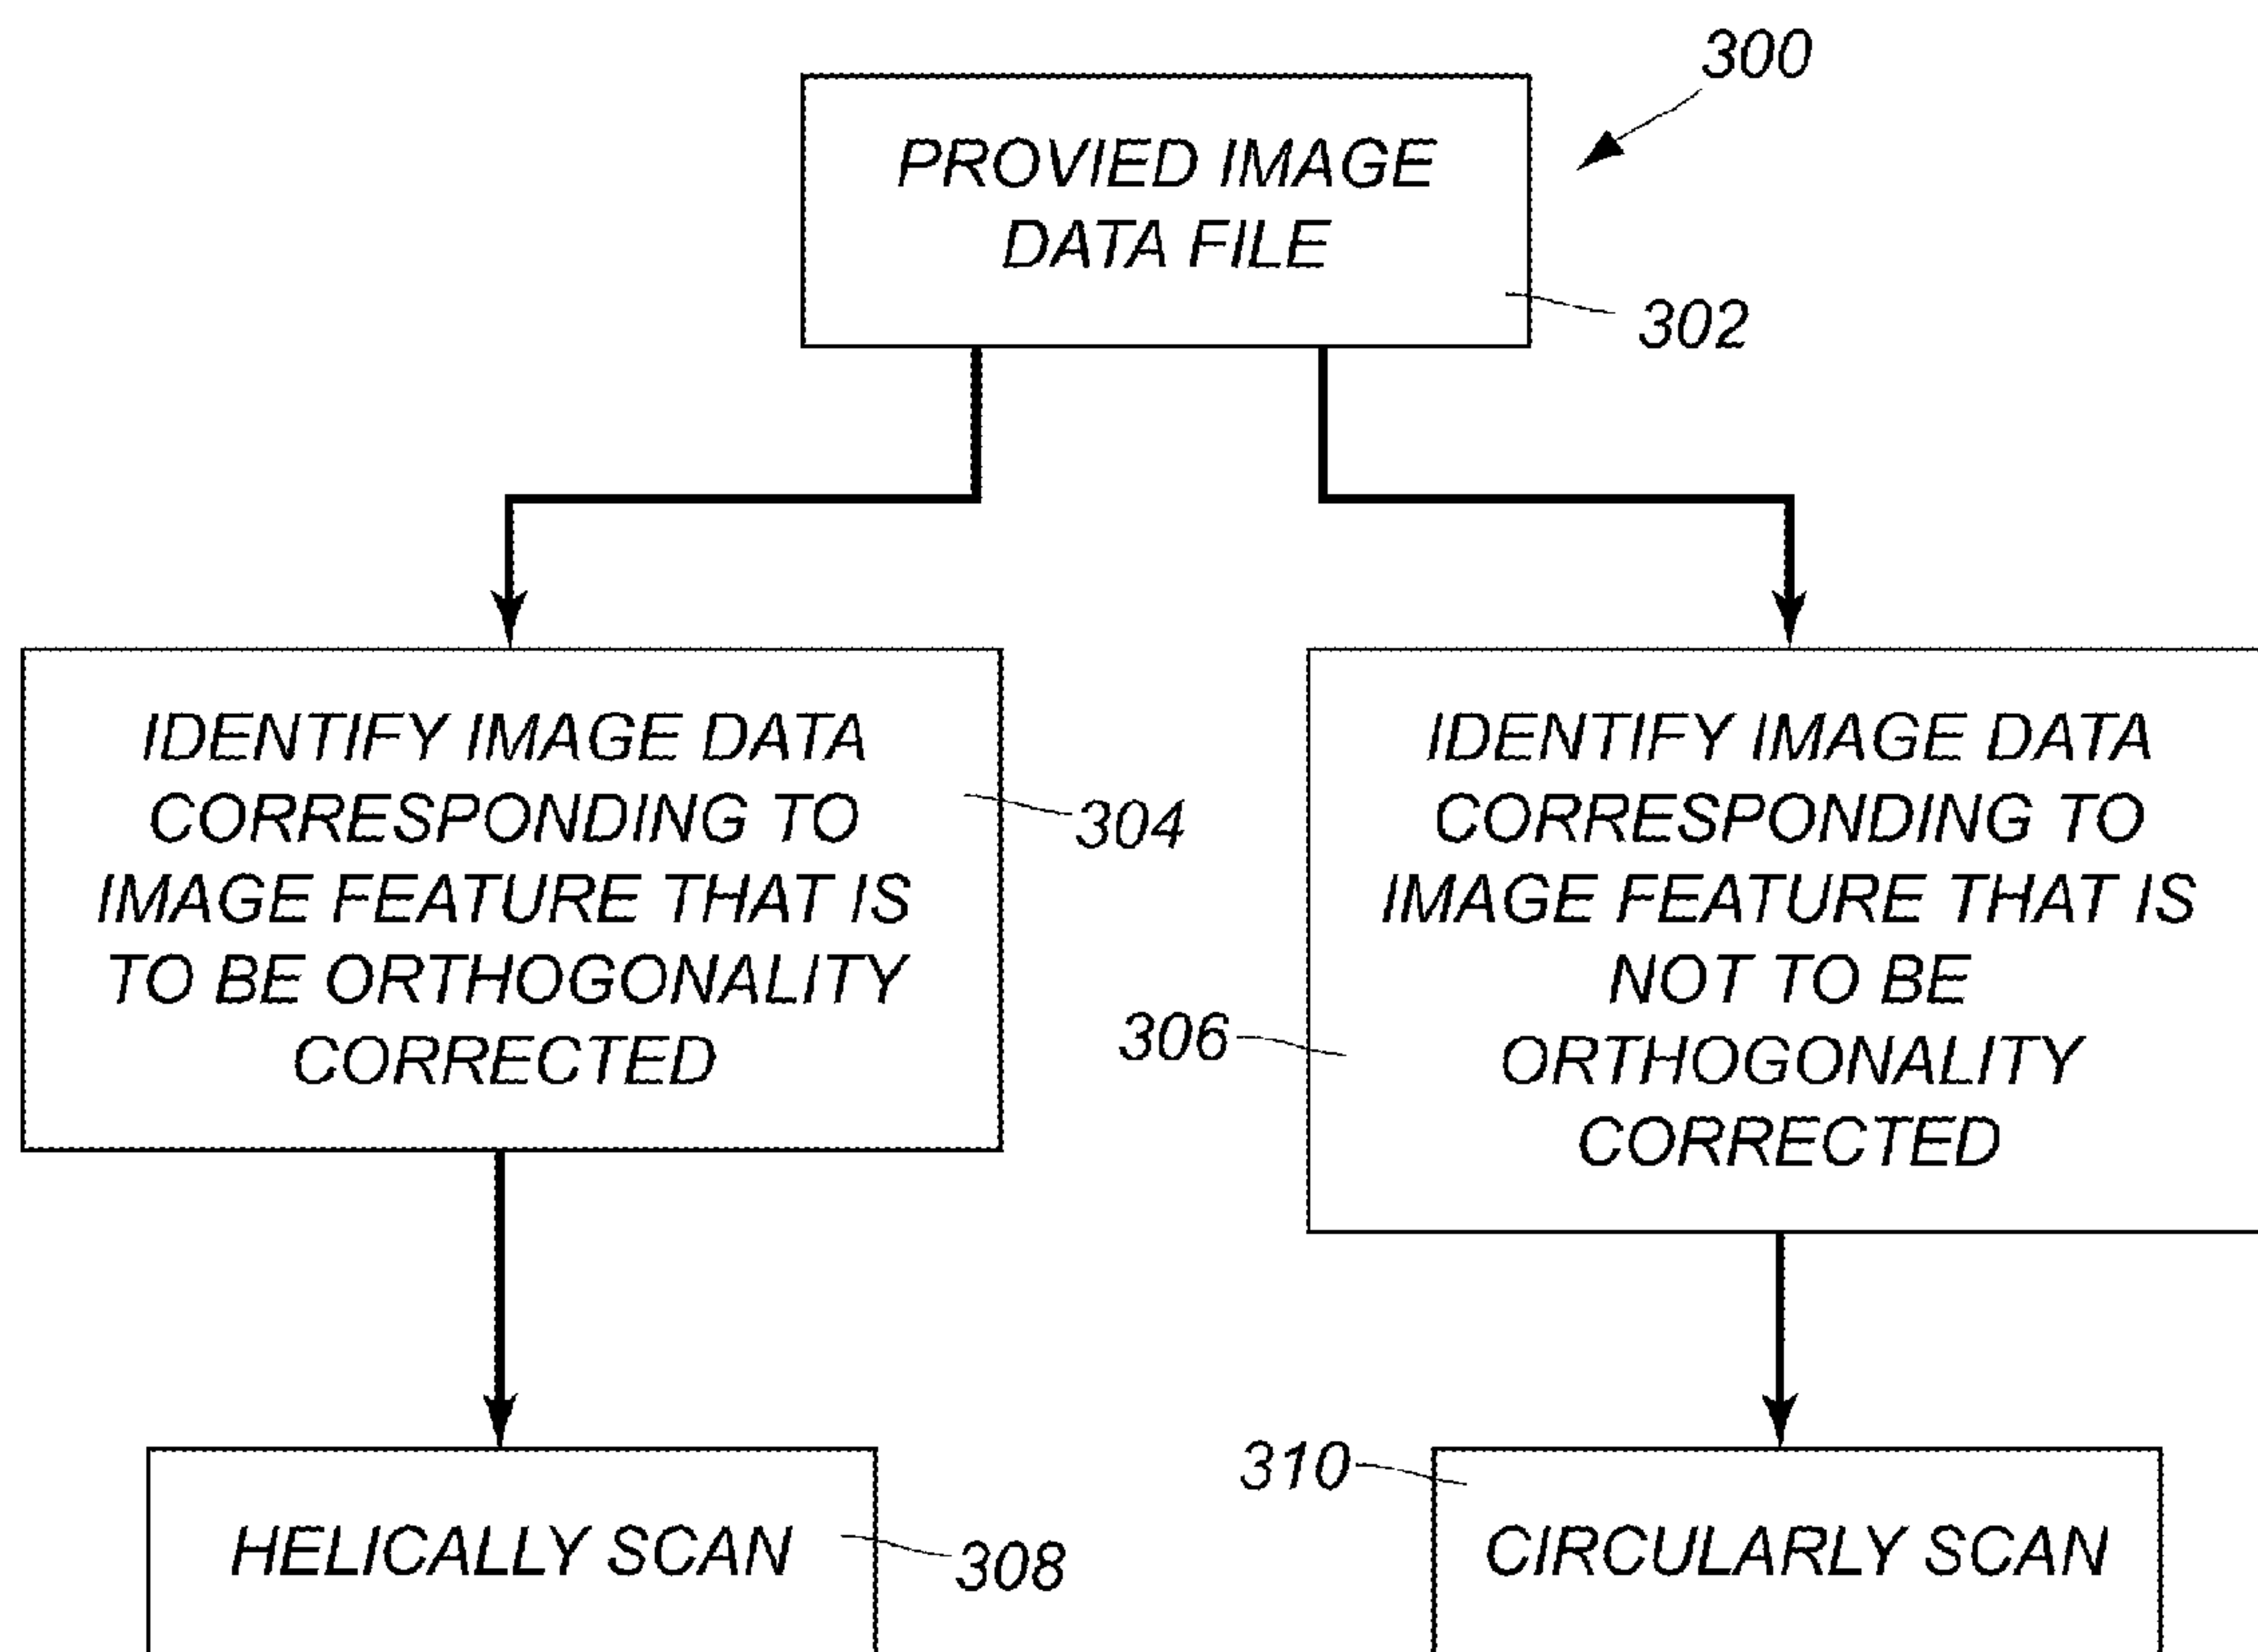 300
PROVIED IMAGE
DATA FILE
302
IDENTIFY IMAGE DATA
CORRESPONDING TO
IMAGE FEATURE THAT IS
TO BE ORTHOGONALITY
CORRECTED
304
IDENTIFY IMAGE DATA
CORRESPONDING TO
IMAGE FEATURE THAT IS
NOT TO BE
ORTHOGONALITY
CORRECTED
306
HELICALLY SCAN
308
310
CIRCULARLY SCAN